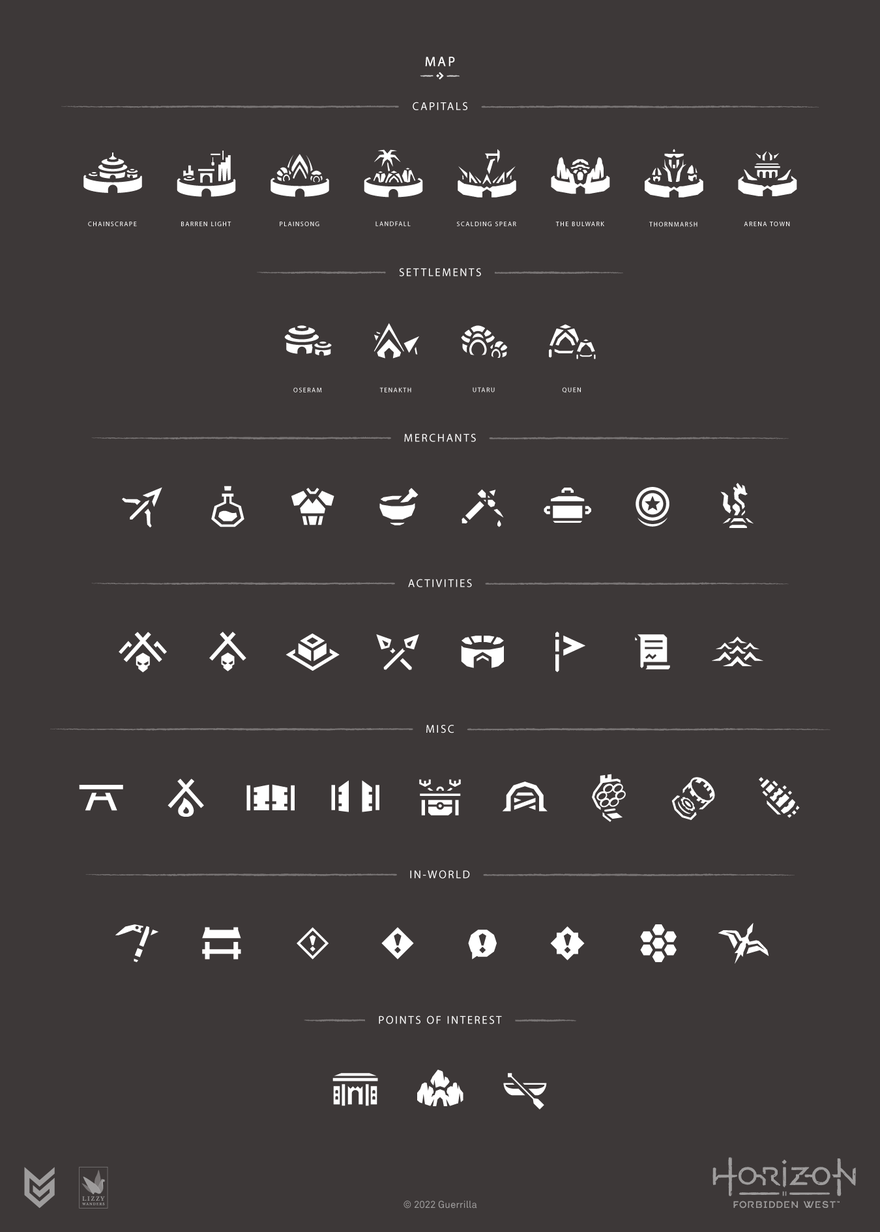 MAP
CAPITALS
CHAINSCRAPE
BARREN LIGHT
PLAINSONG
LANDFALL
SCALDING SPEAR
THE BULWARK
THORNMARSH
ARENA TOWN
SETTLEMENTS
OSERAM
TENAKTH
UTARU
QUEN
MERCHANTS
ACTIVITIES
MISC
IN-WORLD
POINTS OF INTEREST
LIZZY
WANDERS
© 2022 Guerrilla
HORIZON
FORBIDDEN WEST™